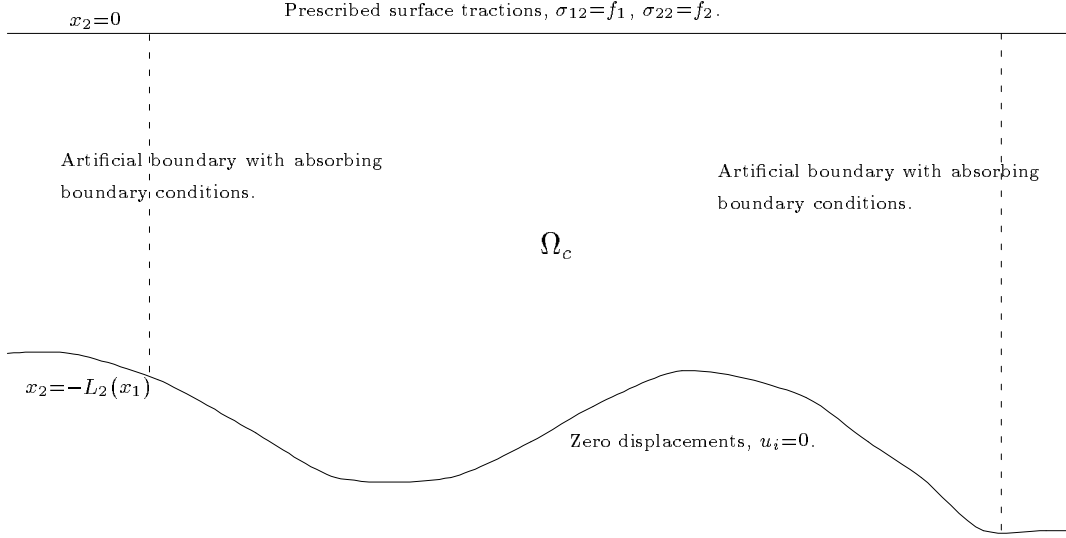 Prescribed surface tractions, σ₁₂=f₁, σ₂₂=f₂.
x₂=0
Artificial boundary with absorbing
boundary conditions.
Artificial boundary with absorbing
boundary conditions.
Ω_c
x₂=−L₂(x₁)
Zero displacements, uᵢ=0.